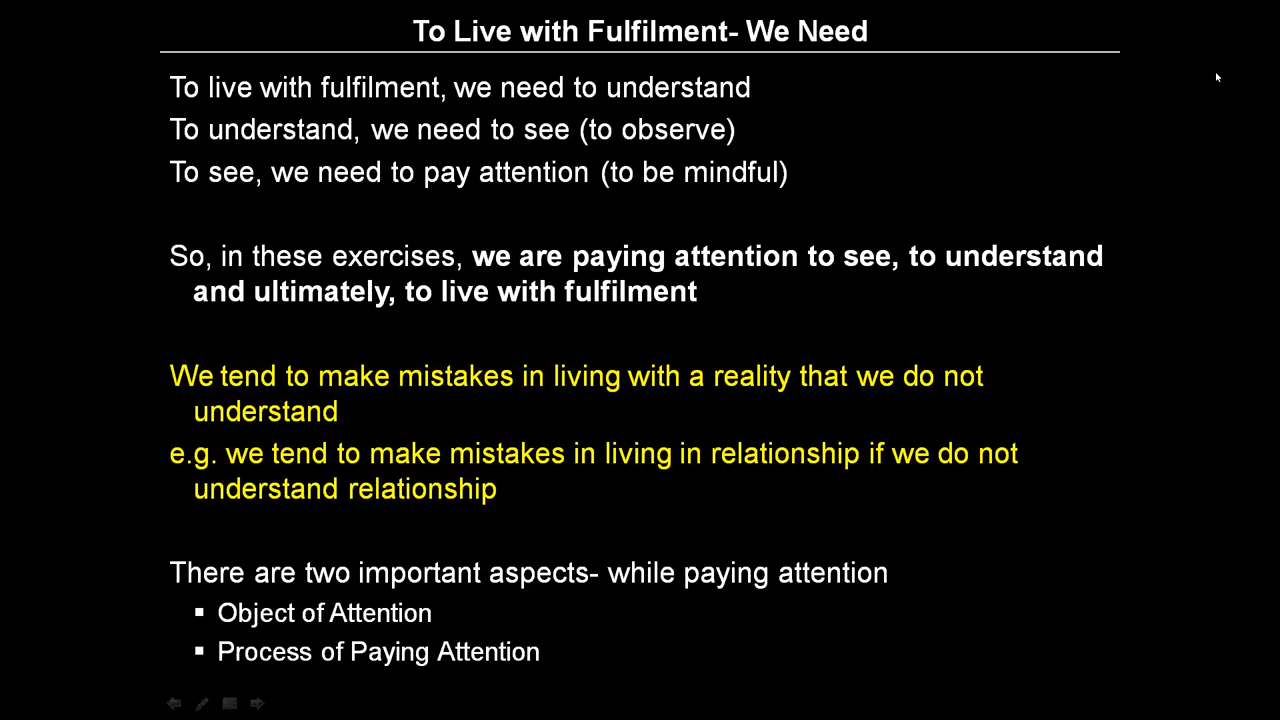 To Live with Fulfilment- We Need
To live with fulfilment, we need to understand
To understand, we need to see (to observe)
To see, we need to pay attention (to be mindful)
So, in these exercises, we are paying attention to see, to understand
and ultimately, to live with fulfilment
We tend to make mistakes in living with a reality that we do not
understand
e.g. we tend to make mistakes in living in relationship if we do not
understand relationship
There are two important aspects- while paying attention
▪ Object of Attention
▪ Process of Paying Attention